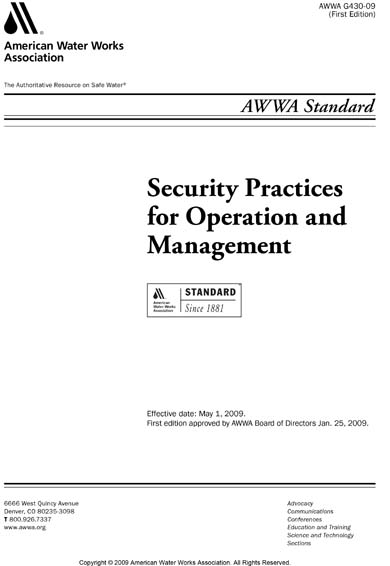 AWWA G430-09
(First Edition)
®
American Water Works
Association
The Authoritative Resource on Safe Water®
AWWA Standard
Security Practices
for Operation and
Management
American
Water Works
Association
STANDARD
Since 1881
Effective date: May 1, 2009.
First edition approved by AWWA Board of Directors Jan. 25, 2009.
6666 West Quincy Avenue
Denver, CO 80235-3098
T 800.926.7337
www.awwa.org
Advocacy
Communications
Conferences
Education and Training
Science and Technology
Sections
Copyright © 2009 American Water Works Association. All Rights Reserved.